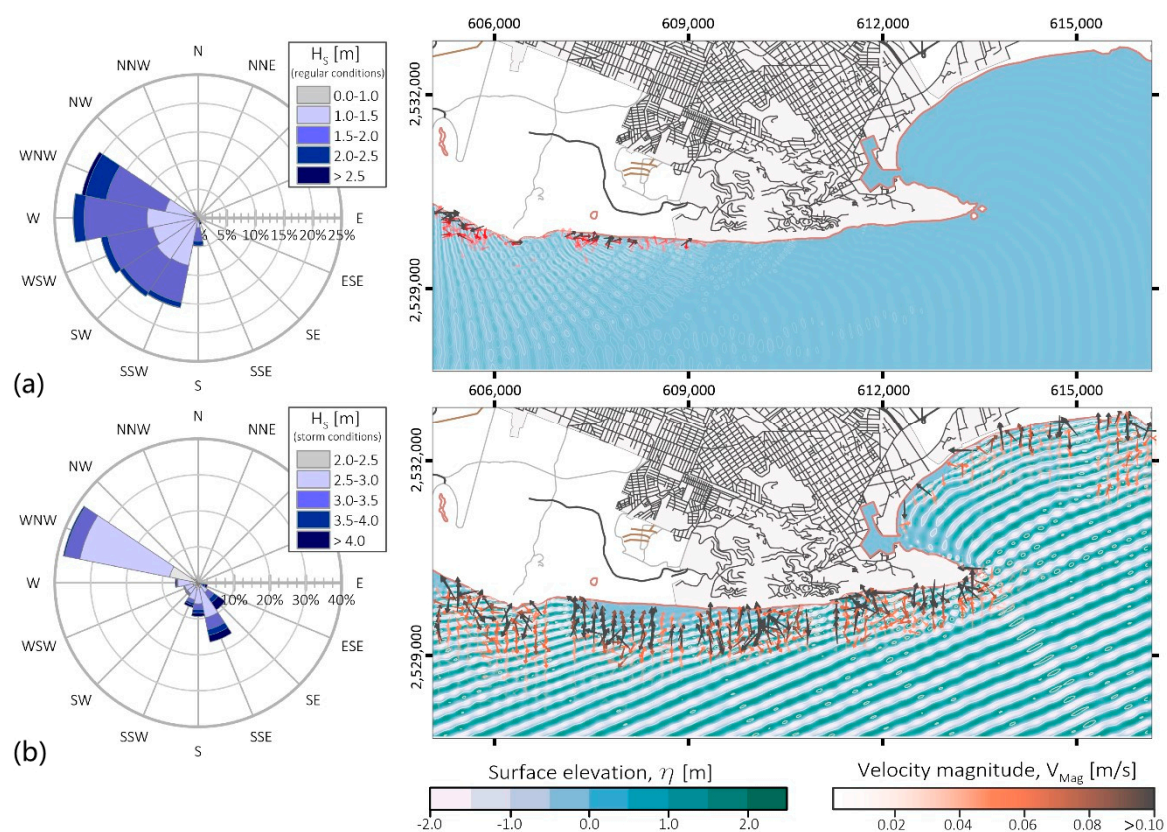 N
NNW
NNE
NW
WNW
W
E
WSW
ESE
SW
SE
SSW
SSE
S
5% 10% 15% 20% 25%
H_S [m]
(regular conditions)
0.0-1.0
1.0-1.5
1.5-2.0
2.0-2.5
> 2.5
(a)
606,000 609,000 612,000 615,000
2,532,000
2,529,000
606,000 609,000 612,000 615,000
N
NNW
NNE
NW
WNW
W
E
WSW
ESE
SW
SE
SSW
SSE
S
10% 20% 30% 40%
H_S [m]
(storm conditions)
2.0-2.5
2.5-3.0
3.0-3.5
3.5-4.0
> 4.0
(b)
2,532,000
2,529,000
Surface elevation, η [m]
-2.0 -1.0 0.0 1.0 2.0
Velocity magnitude, V_Mag [m/s]
0.02 0.04 0.06 0.08 >0.10